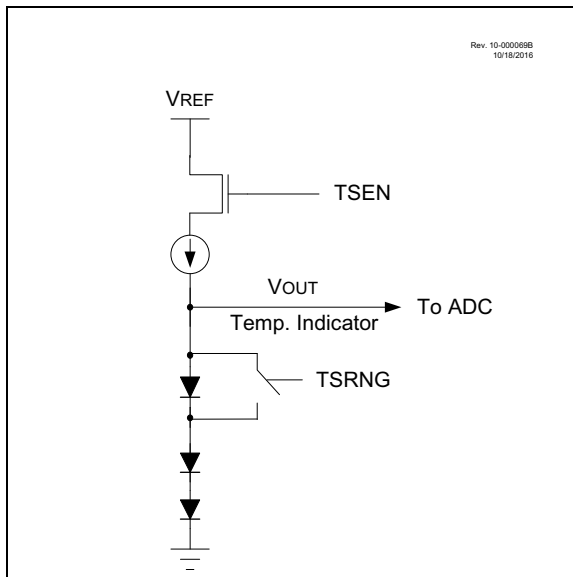 Rev. 10-000069B
10/18/2016
VREF
TSEN
VOUT
To ADC
Temp. Indicator
TSRNG